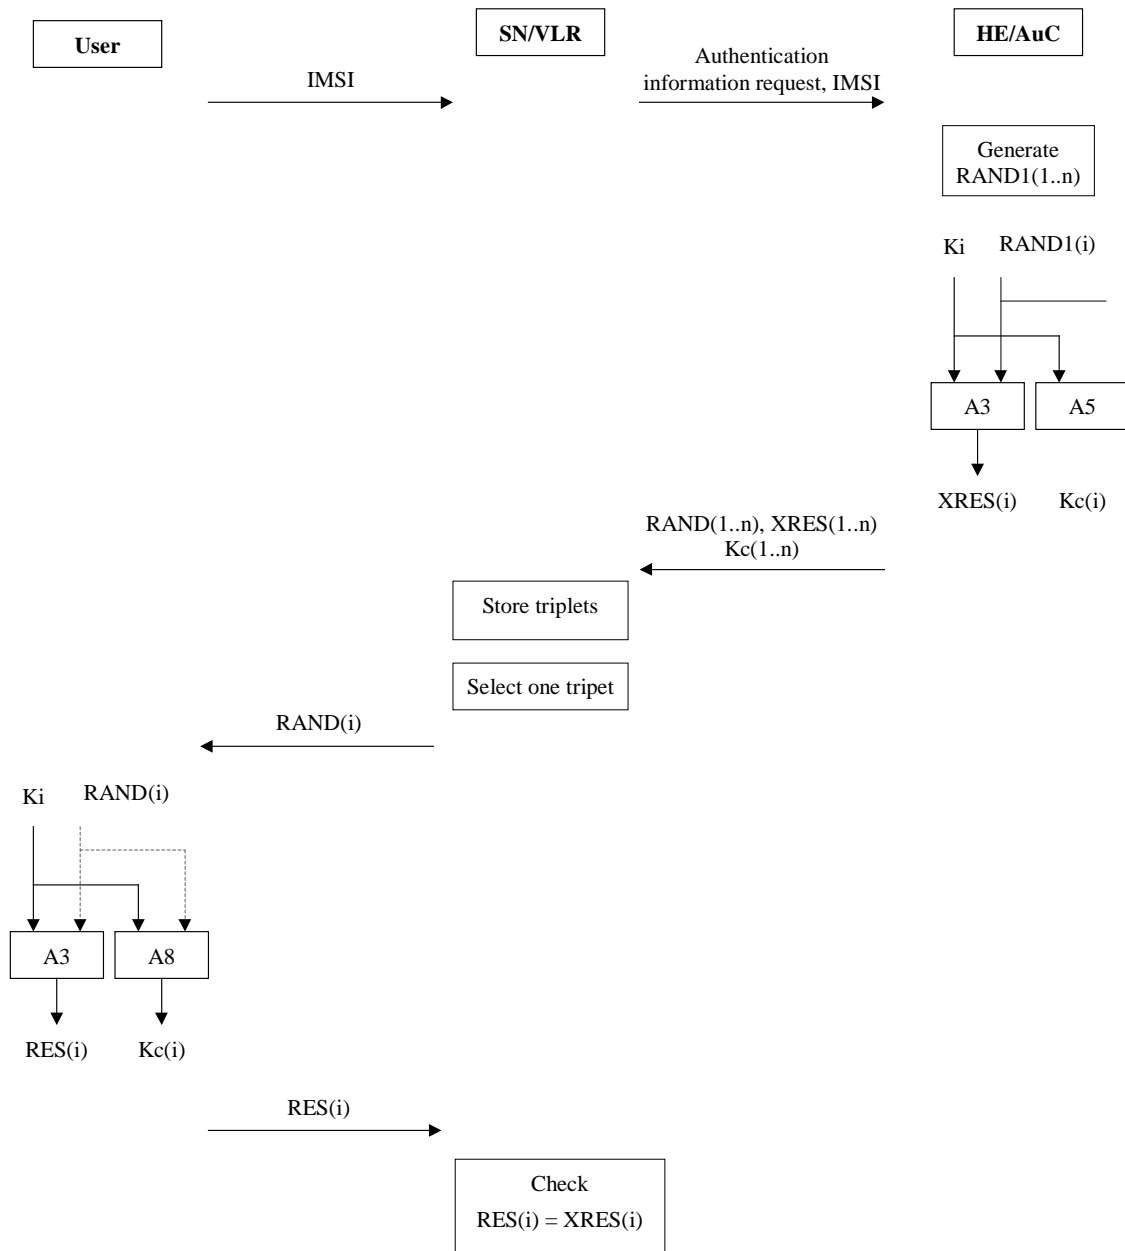 User
SN/VLR
HE/AuC
IMSI
Authentication
information request, IMSI
Generate
RAND1(1..n)
Ki
RAND1(i)
A3
A5
XRES(i)
Kc(i)
RAND(1..n), XRES(1..n)
Kc(1..n)
Store triplets
Select one tripet
RAND(i)
Ki
RAND(i)
A3
A8
RES(i)
Kc(i)
RES(i)
Check
RES(i) = XRES(i)